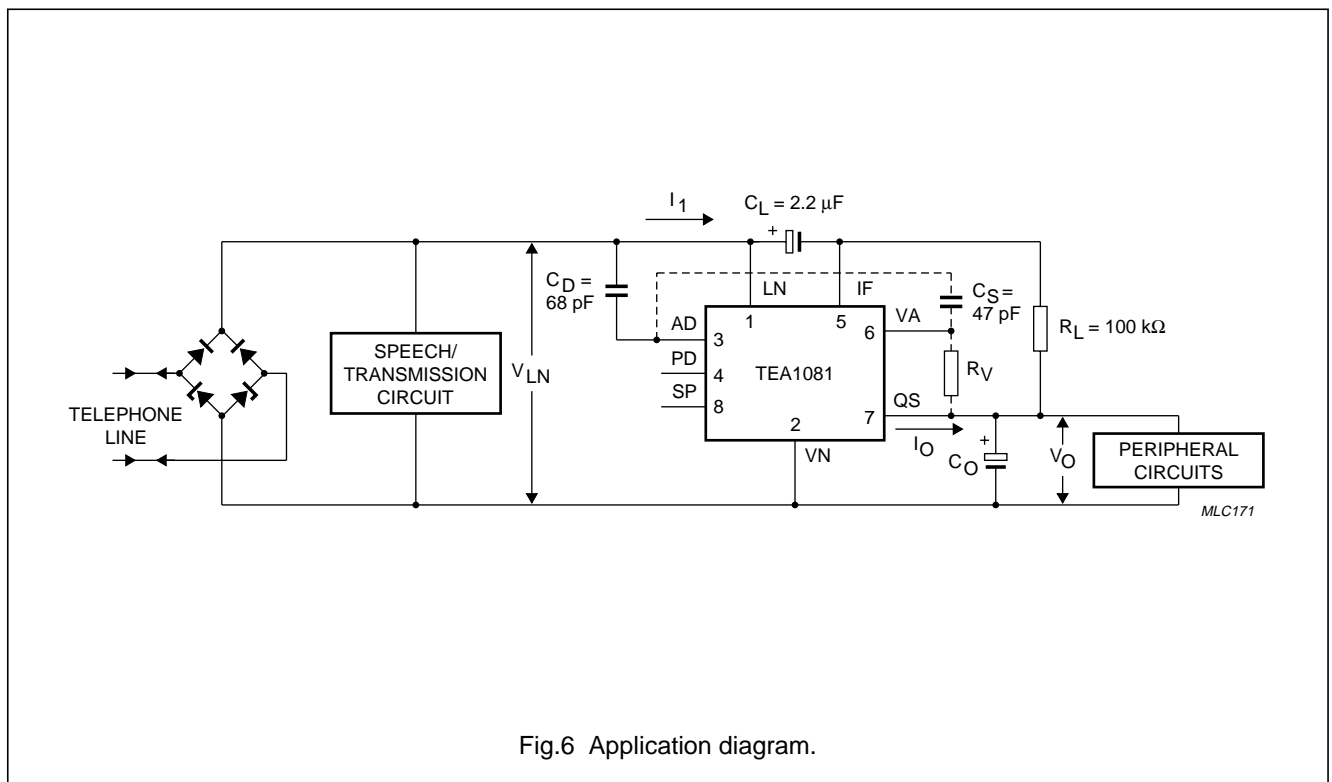 I1
CL = 2.2 μF
+
CD =
68 pF
LN
IF
CS =
47 pF
AD
1
5
VA
3
6
RL = 100 kΩ
PD
4
TEA1081
RV
SP
8
QS
2
7
VN
IO
SPEECH/
TRANSMISSION
CIRCUIT
VLN
TELEPHONE
LINE
+
CO
VO
PERIPHERAL
CIRCUITS
MLC171
Fig.6 Application diagram.